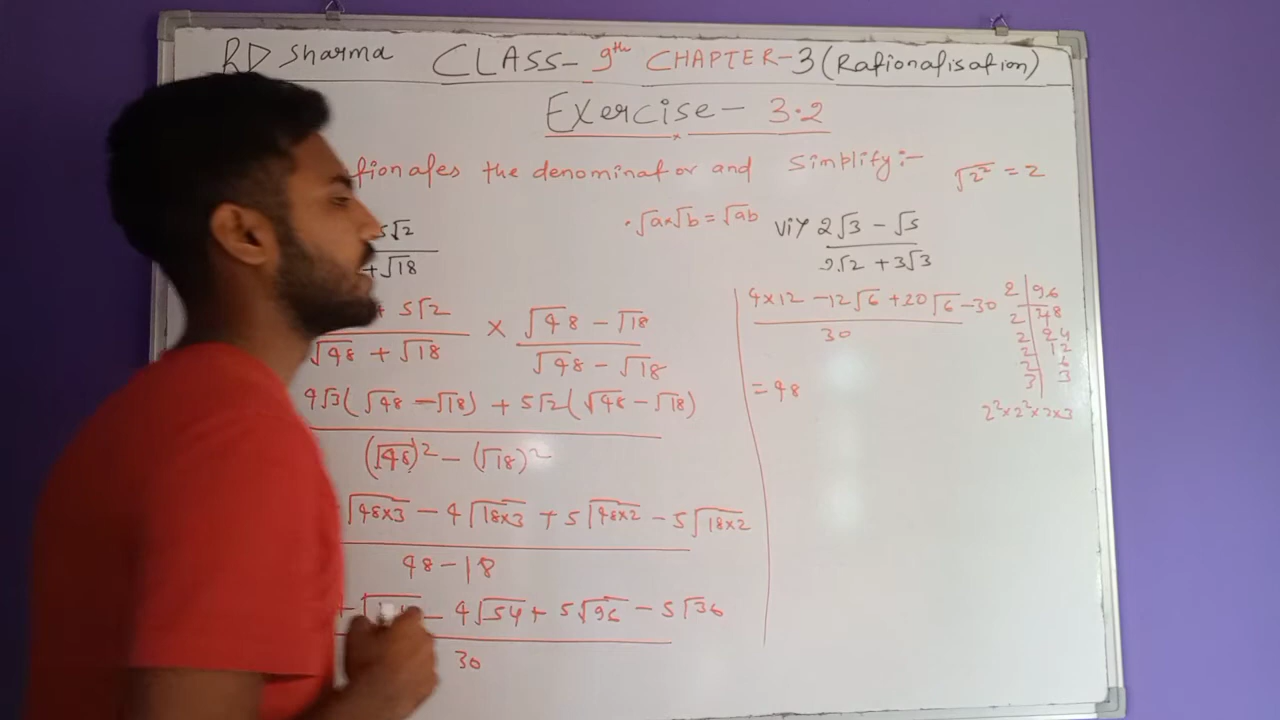 RD Sharma CLASS- 9th CHAPTER-3 (Rationalisation)
Exercise - 3.2
the denominator and Simplify:-
√2² = 2
5√2
+ √18
• √a×√b = √ab
vi) 2√3 - √5
2√2 + 3√3
+ 5√2 × √48 - √18
√48 + √18 √48 - √18
4√3(√48 - √18) + 5√2(√48 - √18)
(√48)² - (√18)²
√48×3 - 4√18×3 + 5√48×2 - 5√18×2
48 - 18
- 4√54 + 5√96 - 5√36
30
4×12 - 12√6 + 20√6 - 30
30
= 48
2 | 96
2 | 48
2 | 24
2 | 12
2 | 6
3 | 3
2²×2²×2×3